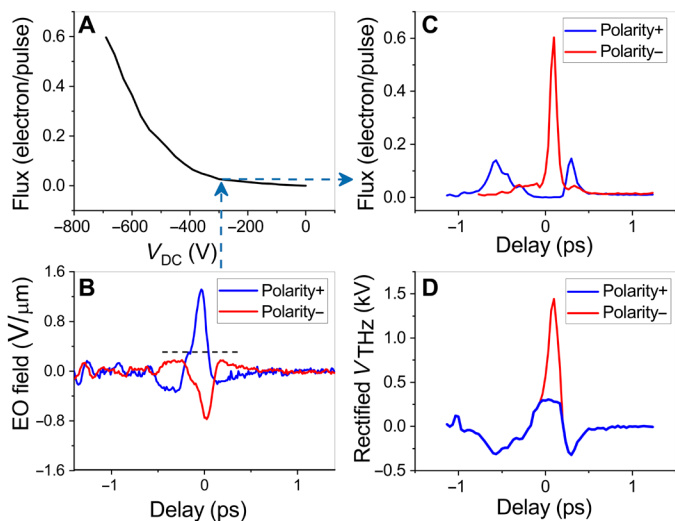 A
Flux (electron/pulse)
0.6
0.4
0.2
0.0
−800 −600 −400 −200 0
V_DC (V)
C
Polarity+
Polarity−
Flux (electron/pulse)
0.6
0.4
0.2
0.0
−1 0 1
Delay (ps)
B
Polarity+
Polarity−
EO field (V/μm)
1.6
0.8
0.0
−0.8
−1.6
−1 0 1
Delay (ps)
D
Polarity+
Polarity−
Rectified V_THz (kV)
1.5
1.0
0.5
0.0
−0.5
−1 0 1
Delay (ps)